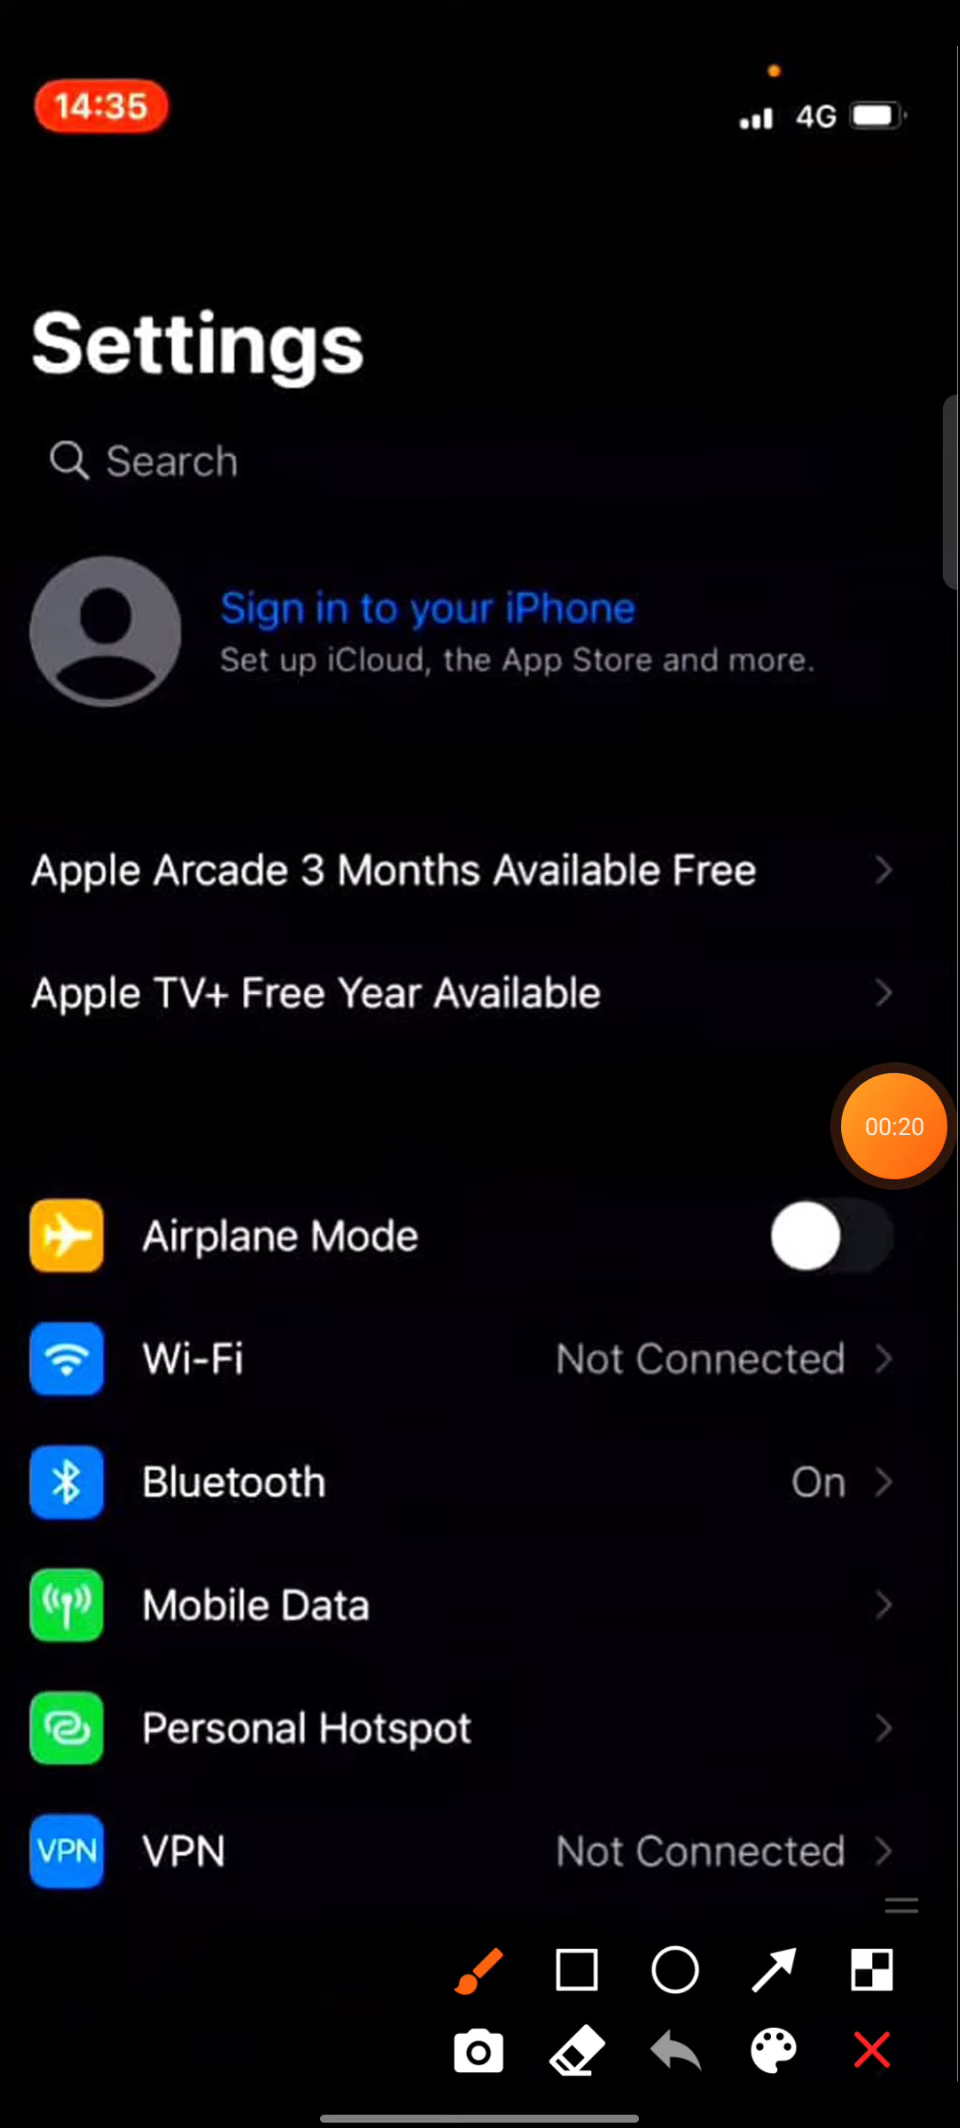 14:35
4G
Settings
Search
Sign in to your iPhone
Set up iCloud, the App Store and more.
Apple Arcade 3 Months Available Free
Apple TV+ Free Year Available
00:20
Airplane Mode
Wi-Fi Not Connected
Bluetooth On
Mobile Data
Personal Hotspot
VPN VPN Not Connected